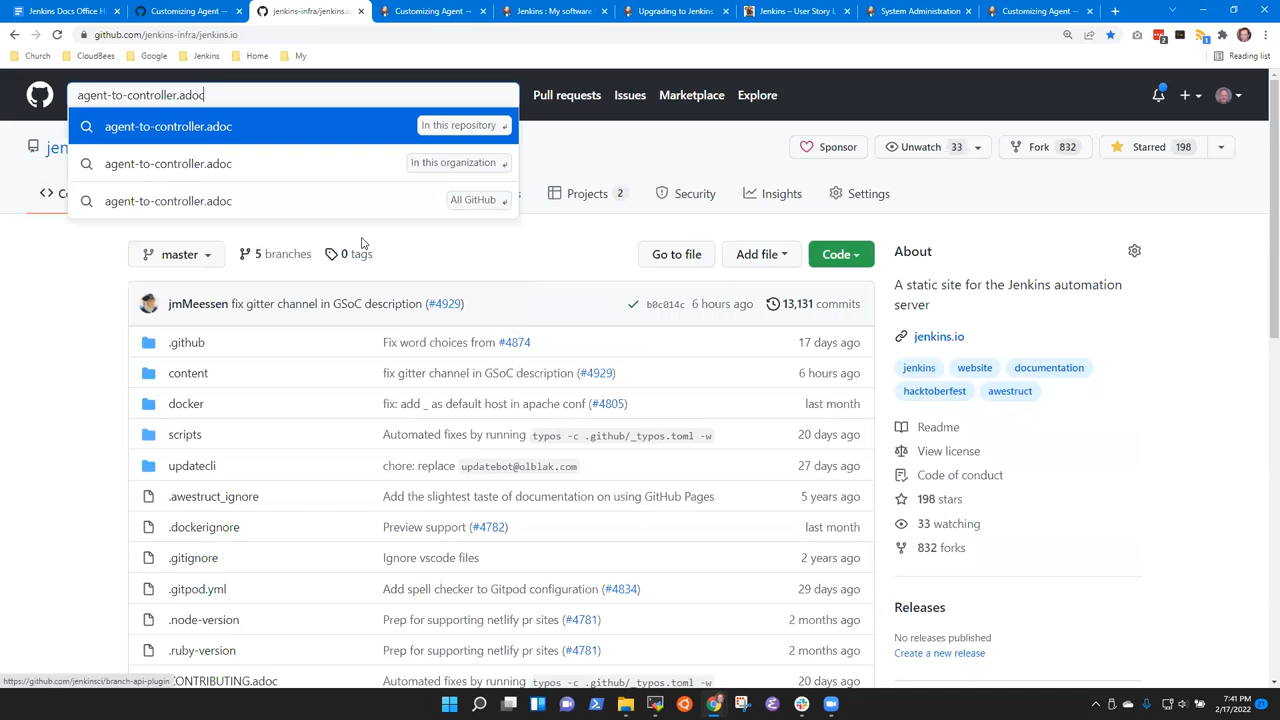 Jenkins Docs Office H
Customizing Agent —
jenkins-infra/jenkins.io
Customizing Agent —
Jenkins : My software
Upgrading to Jenkins
Jenkins – User Story L
System Administration
Customizing Agent —
github.com/jenkins-infra/jenkins.io
2
1
Church
CloudBees
Google
Jenkins
Home
My
Reading list
agent-to-controller.adoc
Pull requests
Issues
Marketplace
Explore
agent-to-controller.adoc
In this repository
agent-to-controller.adoc
In this organization
agent-to-controller.adoc
All GitHub
jen
Sponsor
Unwatch 33
Fork 832
Starred 198
Projects 2
Security
Insights
Settings
master
5 branches
0 tags
Go to file
Add file
Code
About
A static site for the Jenkins automation
server
jenkins.io
jenkins
website
documentation
hacktoberfest
awestruct
jmMeessen fix gitter channel in GSoC description (#4929)
b0c014c 6 hours ago
13,131 commits
.github
Fix word choices from #4874
17 days ago
content
fix gitter channel in GSoC description (#4929)
6 hours ago
docker
fix: add _ as default host in apache conf (#4805)
last month
scripts
Automated fixes by running typos -c .github/_typos.toml -w
20 days ago
updatecli
chore: replace updatebot@olblak.com
27 days ago
.awestruct_ignore
Add the slightest taste of documentation on using GitHub Pages
5 years ago
.dockerignore
Preview support (#4782)
last month
.gitignore
Ignore vscode files
2 years ago
.gitpod.yml
Add spell checker to Gitpod configuration (#4834)
29 days ago
.node-version
Prep for supporting netlify pr sites (#4781)
2 months ago
.ruby-version
Prep for supporting netlify pr sites (#4781)
2 months ago
CONTRIBUTING.adoc
Automated fixes by running typos -c .github/_typos.toml -w
20 days ago
Readme
View license
Code of conduct
198 stars
33 watching
832 forks
Releases
No releases published
Create a new release
https://github.com/jenkinsci/branch-api-plugin
7:41 PM
2/17/2022